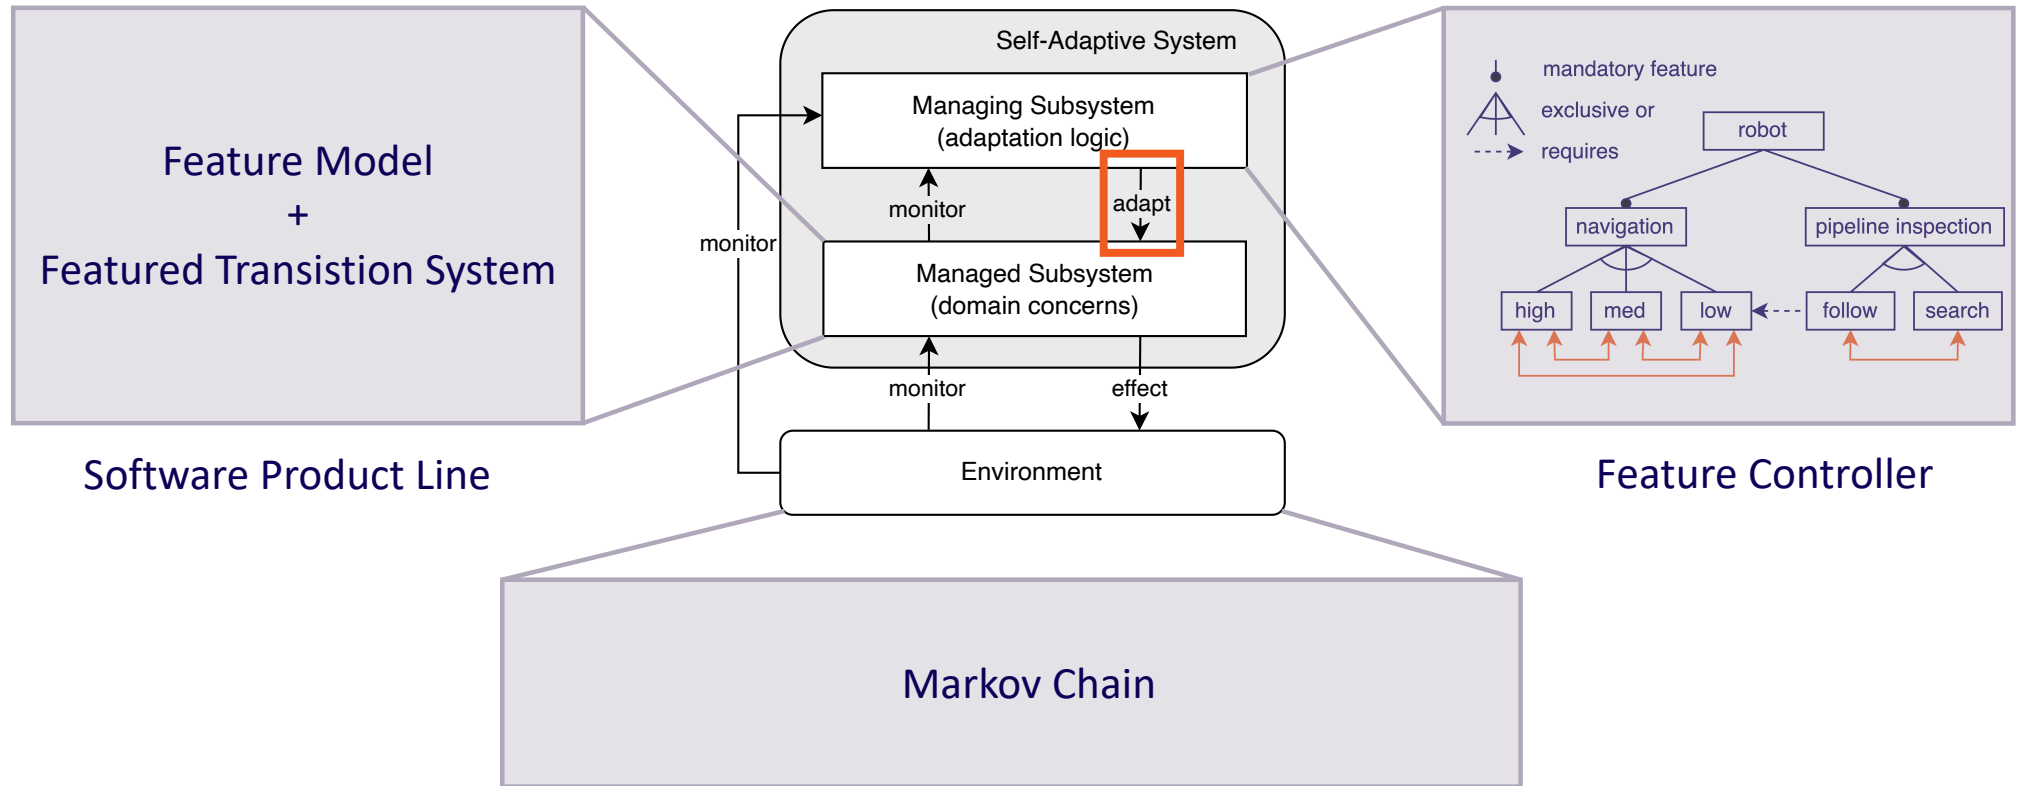 Feature Model
+
Featured Transistion System
Software Product Line
Self-Adaptive System
Managing Subsystem
(adaptation logic)
monitor
adapt
monitor
Managed Subsystem
(domain concerns)
monitor
effect
Environment
mandatory feature
exclusive or
requires
robot
navigation
pipeline inspection
high
med
low
follow
search
Feature Controller
Markov Chain